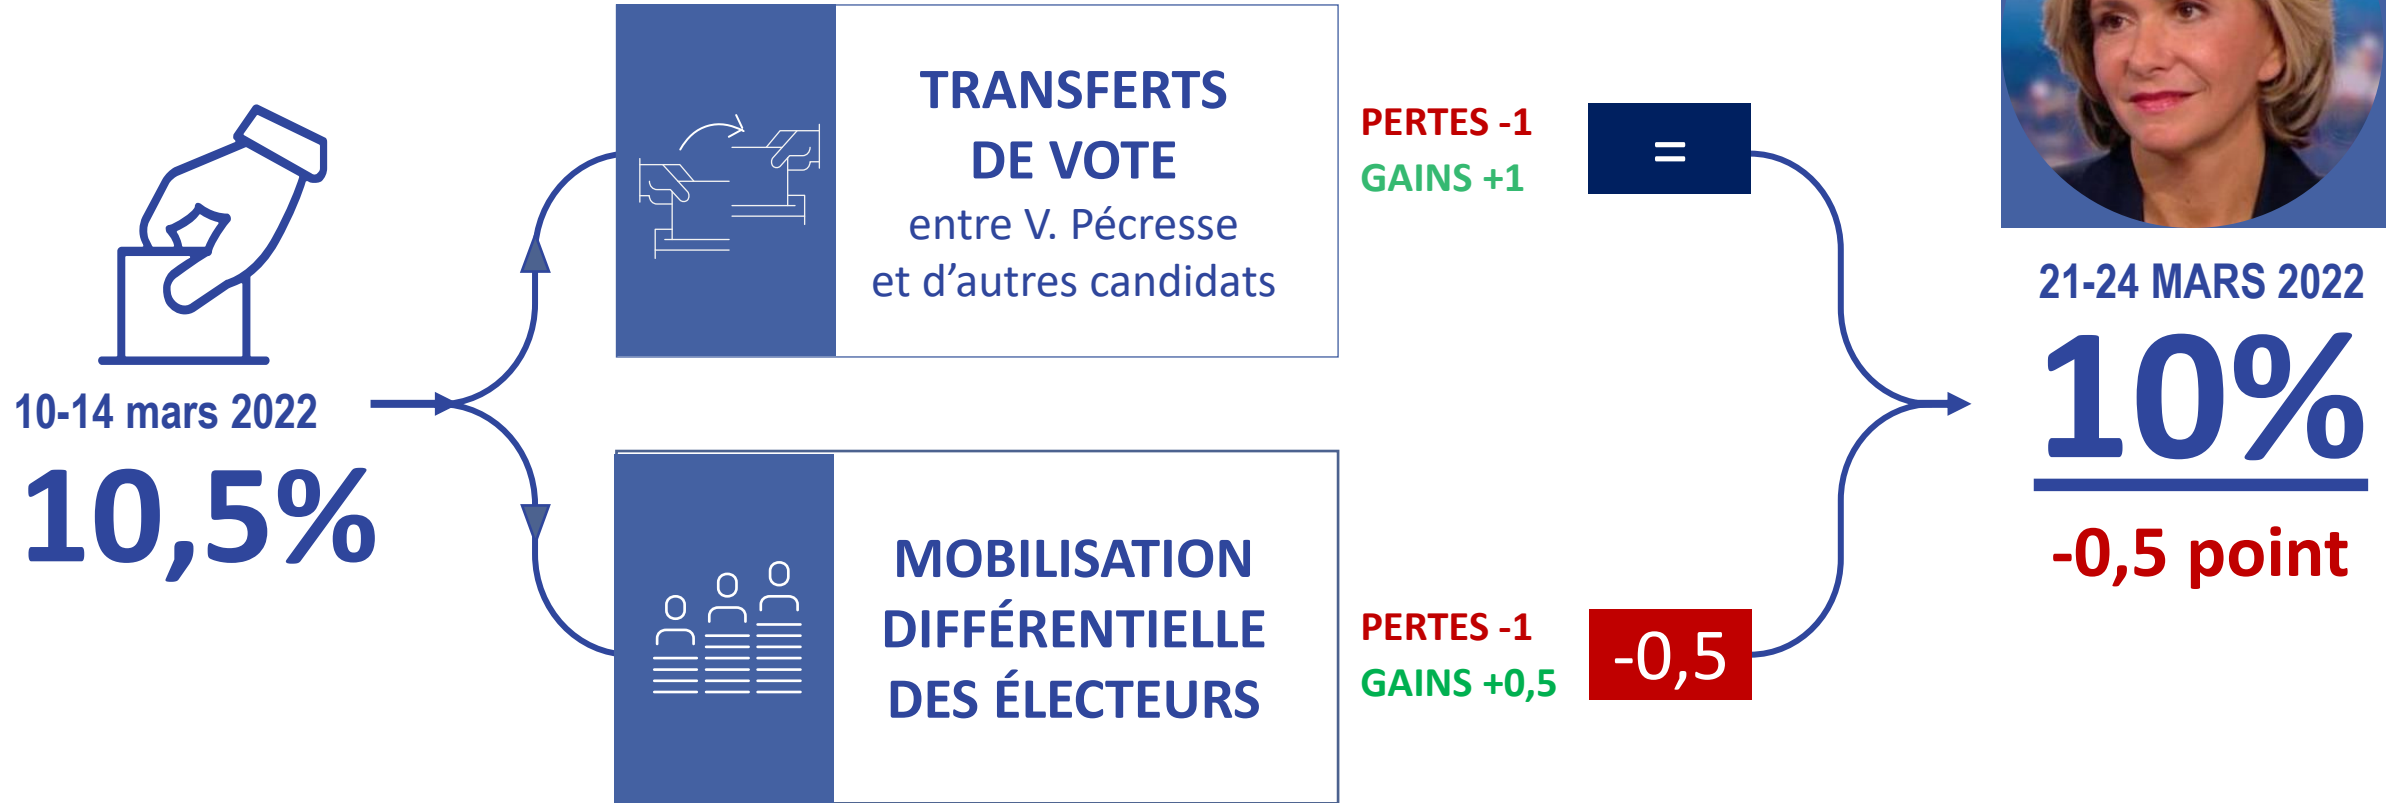 10-14 mars 2022
10,5%
TRANSFERTS
DE VOTE
entre V. Pécresse
et d’autres candidats
PERTES -1
GAINS +1
=
MOBILISATION
DIFFÉRENTIELLE
DES ÉLECTEURS
PERTES -1
GAINS +0,5
-0,5
21-24 MARS 2022
10%
-0,5 point